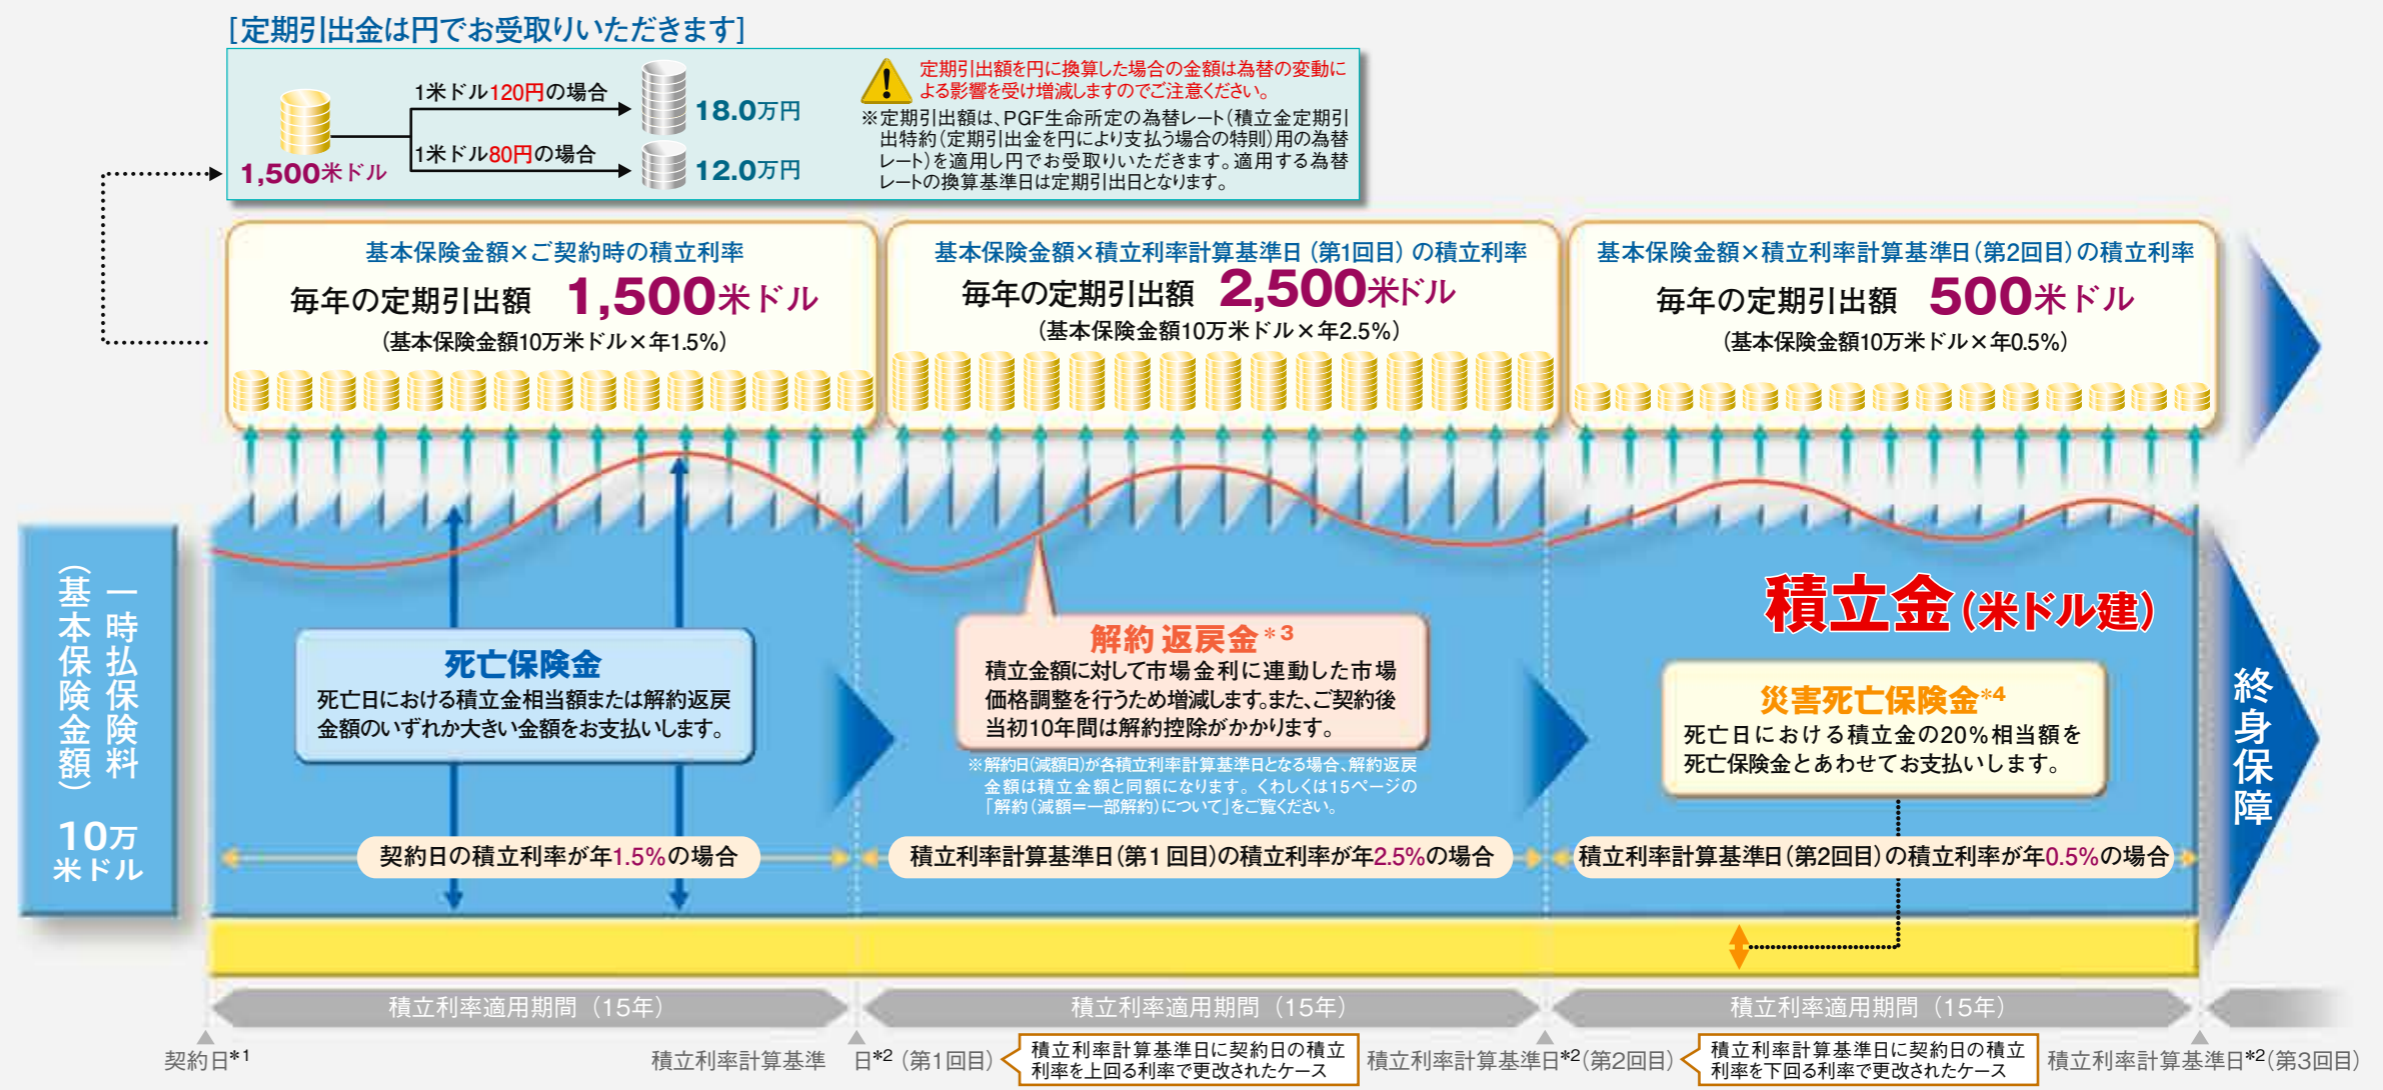 [定期引出金は円でお受取りいただきます]
1,500米ドル
1米ドル120円の場合
18.0万円
1米ドル80円の場合
12.0万円
定期引出額を円に換算した場合の金額は為替の変動に
よる影響を受け増減しますのでご注意ください。
※定期引出額は、PGF生命所定の為替レート(積立金定期引
出特約(定期引出金を円により支払う場合の特則)用の為替
レート)を適用し円でお受取りいただきます。適用する為替
レートの換算基準日は定期引出日となります。
基本保険金額×ご契約時の積立利率
毎年の定期引出額 1,500米ドル
(基本保険金額10万米ドル×年1.5%)
基本保険金額×積立利率計算基準日(第1回目)の積立利率
毎年の定期引出額 2,500米ドル
(基本保険金額10万米ドル×年2.5%)
基本保険金額×積立利率計算基準日(第2回目)の積立利率
毎年の定期引出額 500米ドル
(基本保険金額10万米ドル×年0.5%)
一時払保険料
(基本保険金額)
10万
米ドル
死亡保険金
死亡日における積立金相当額または解約返戻
金額のいずれか大きい金額をお支払いします。
解約返戻金*3
積立金額に対して市場金利に連動した市場
価格調整を行うため増減します。また、ご契約後
当初10年間は解約控除がかかります。
※解約日(減額日)が各積立利率計算基準日となる場合、解約返戻
金額は積立金額と同額になります。くわしくは15ページの
「解約(減額=一部解約)について」をご覧ください。
積立金(米ドル建)
災害死亡保険金*4
死亡日における積立金の20%相当額を
死亡保険金とあわせてお支払いします。
終身保障
契約日の積立利率が年1.5%の場合
積立利率計算基準日(第1回目)の積立利率が年2.5%の場合
積立利率計算基準日(第2回目)の積立利率が年0.5%の場合
積立利率適用期間(15年)
積立利率適用期間(15年)
積立利率適用期間(15年)
契約日*1
積立利率計算基準日*2(第1回目)
積立利率計算基準日に契約日の積立
利率を上回る利率で更改されたケース
積立利率計算基準日*2(第2回目)
積立利率計算基準日に契約日の積立
利率を下回る利率で更改されたケース
積立利率計算基準日*2(第3回目)